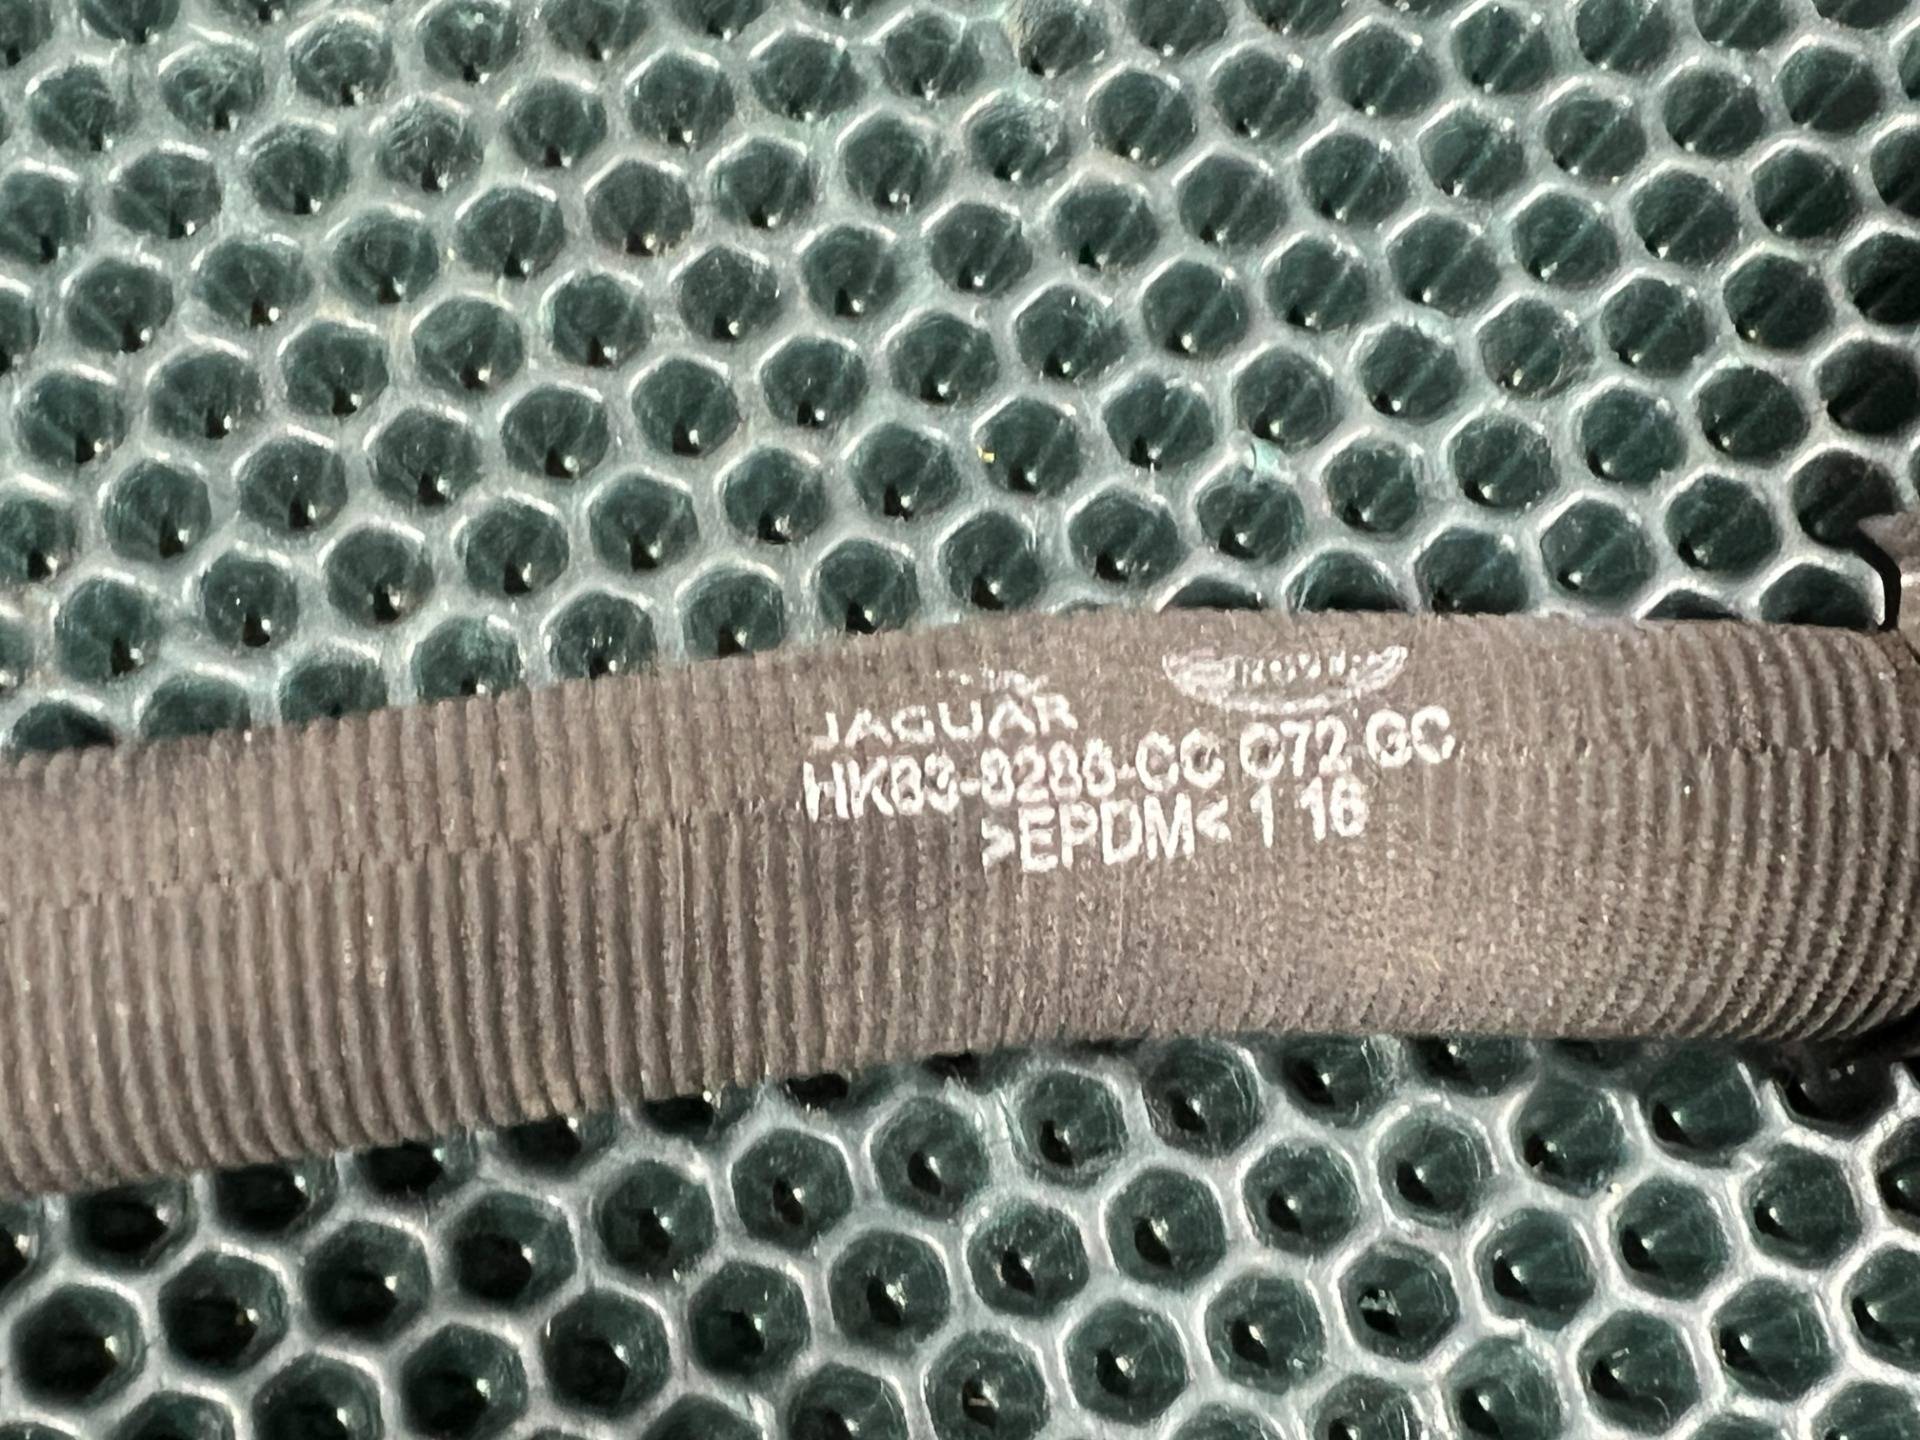 JAGUAR
HK83-8286-CC C72 GC
>EPDM< 1 16